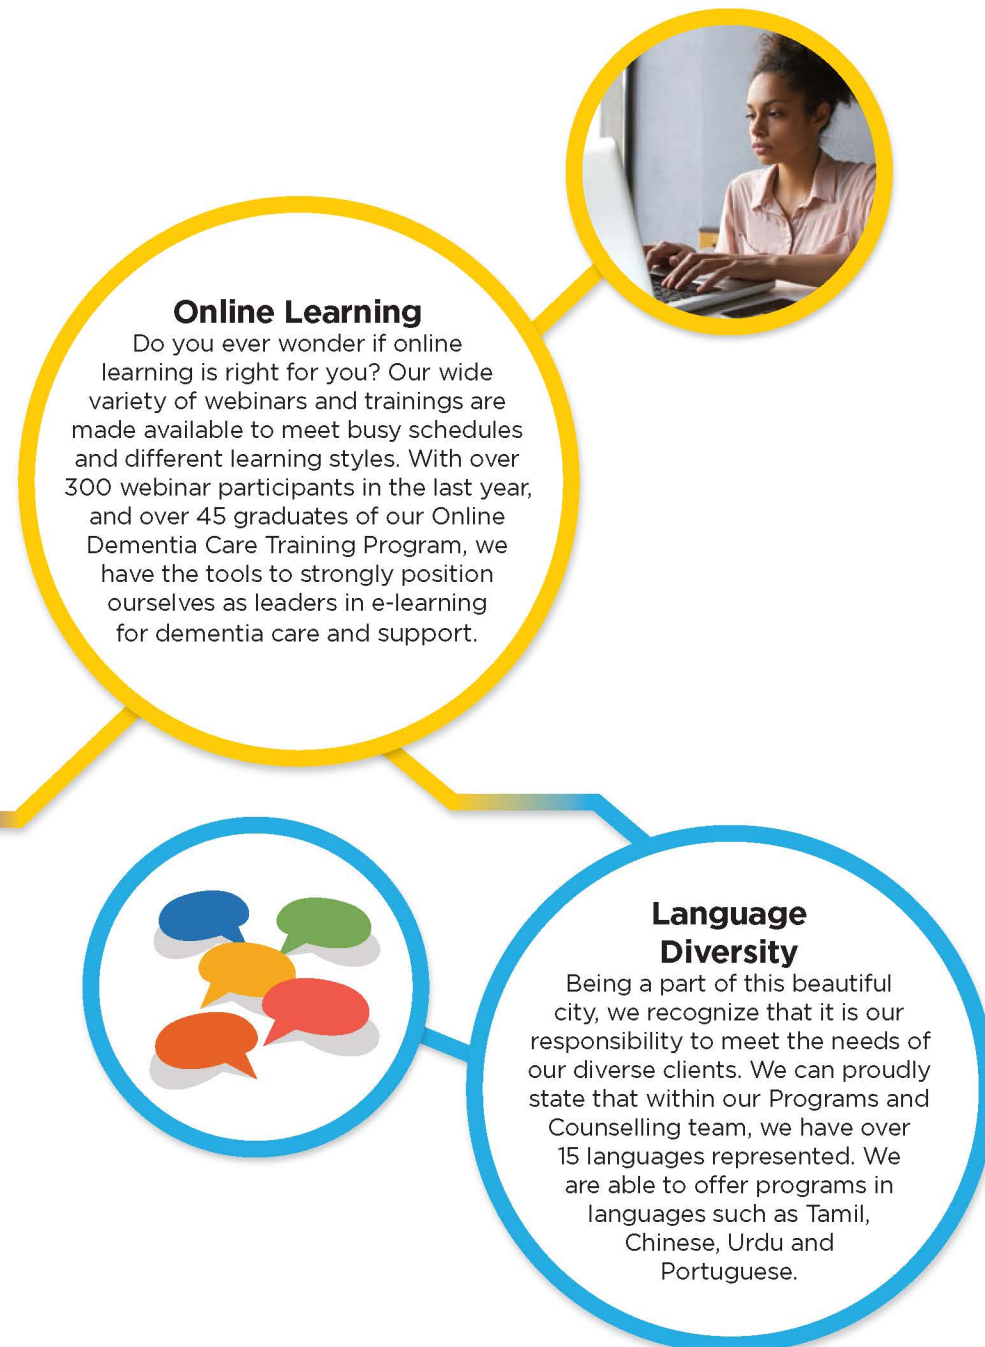 Online Learning
Do you ever wonder if online
learning is right for you? Our wide
variety of webinars and trainings are
made available to meet busy schedules
and different learning styles. With over
300 webinar participants in the last year,
and over 45 graduates of our Online
Dementia Care Training Program, we
have the tools to strongly position
ourselves as leaders in e-learning
for dementia care and support.
Language
Diversity
Being a part of this beautiful
city, we recognize that it is our
responsibility to meet the needs of
our diverse clients. We can proudly
state that within our Programs and
Counselling team, we have over
15 languages represented. We
are able to offer programs in
languages such as Tamil,
Chinese, Urdu and
Portuguese.